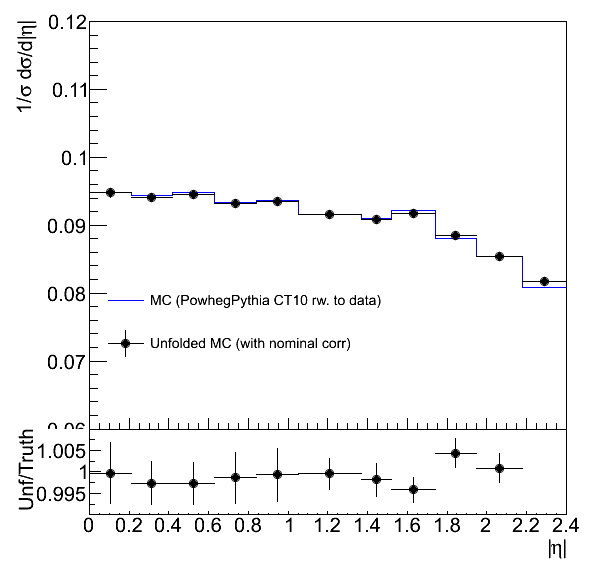 1/σ dσ/d|η|
0.12
0.11
0.1
0.09
0.08
0.07
0.06
MC (PowhegPythia CT10 rw. to data)
Unfolded MC (with nominal corr)
Unf/Truth
1.005
1
0.995
0 0.2 0.4 0.6 0.8 1 1.2 1.4 1.6 1.8 2 2.2 2.4
|η|